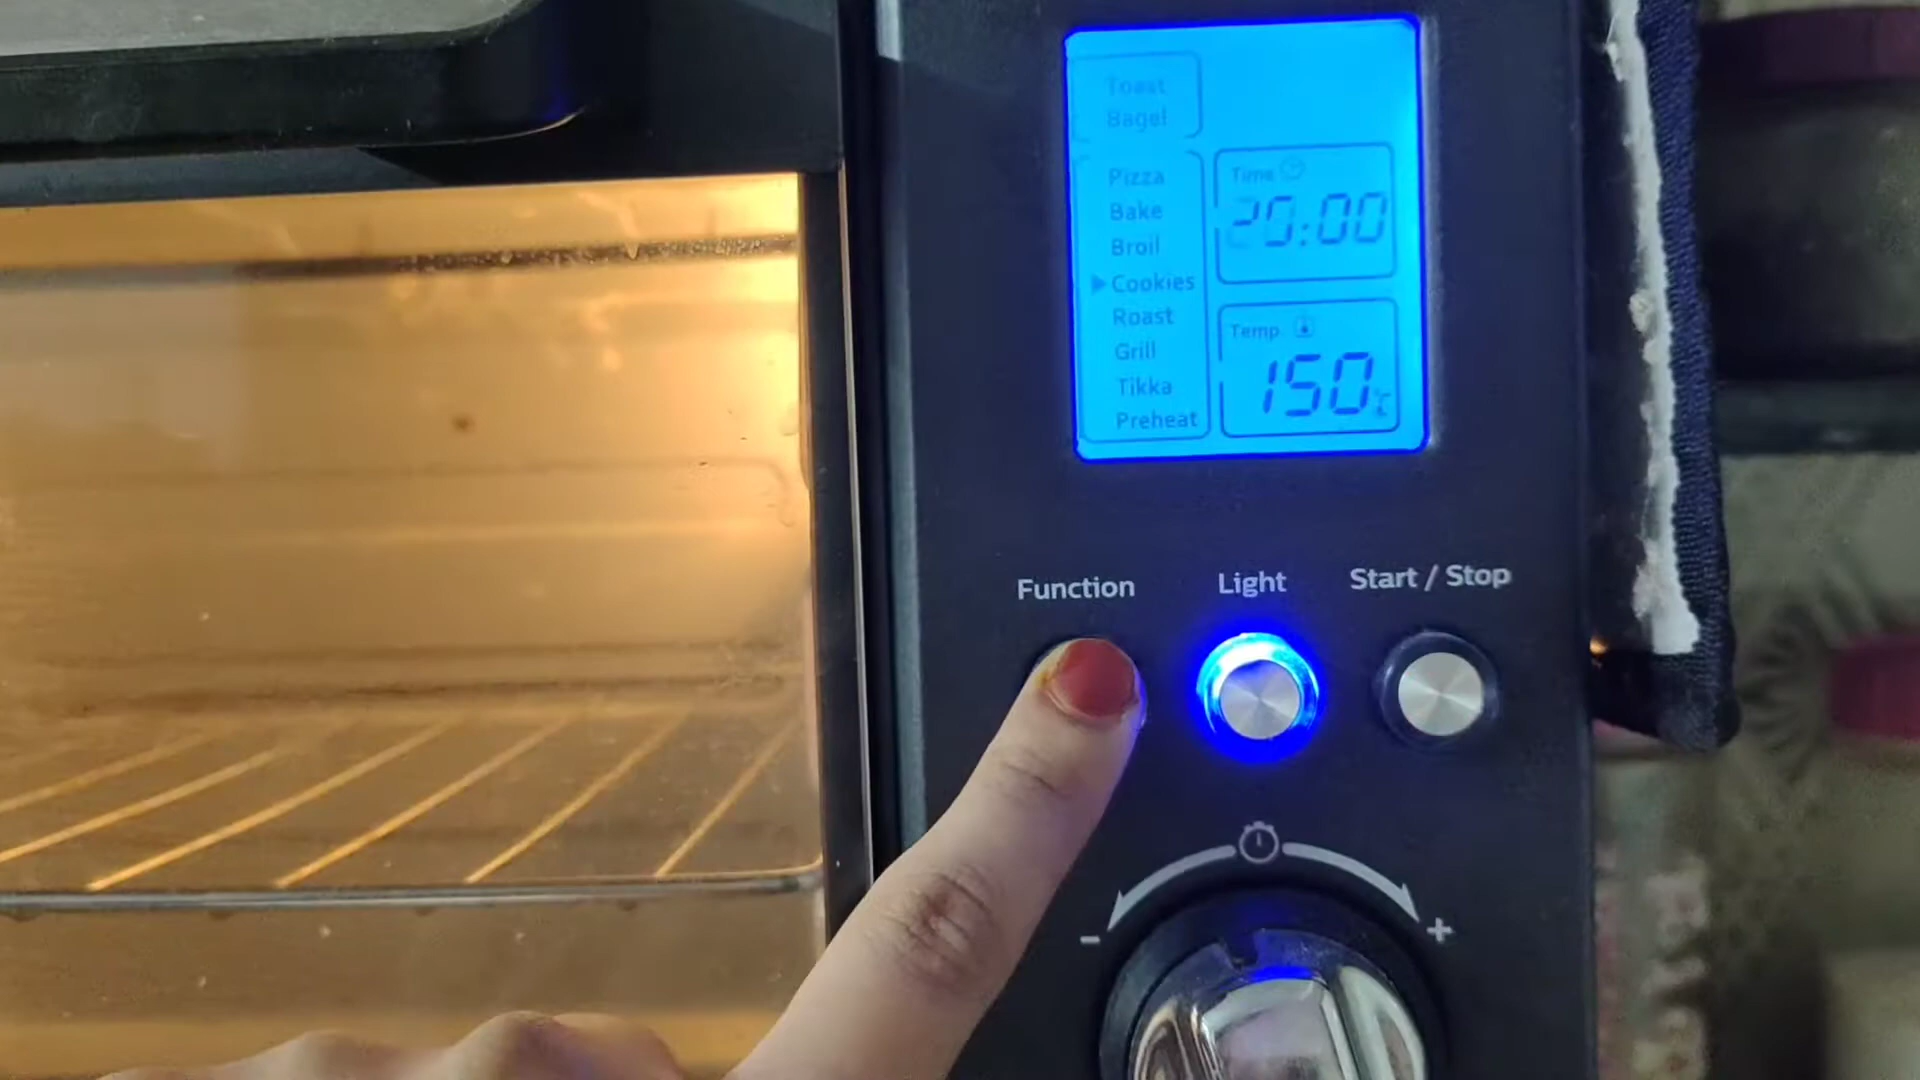 Toast
Bagel
Pizza
Bake
Broil
Cookies
Roast
Grill
Tikka
Preheat
Time
20:00
Temp
150°C
Function
Light
Start / Stop
- +